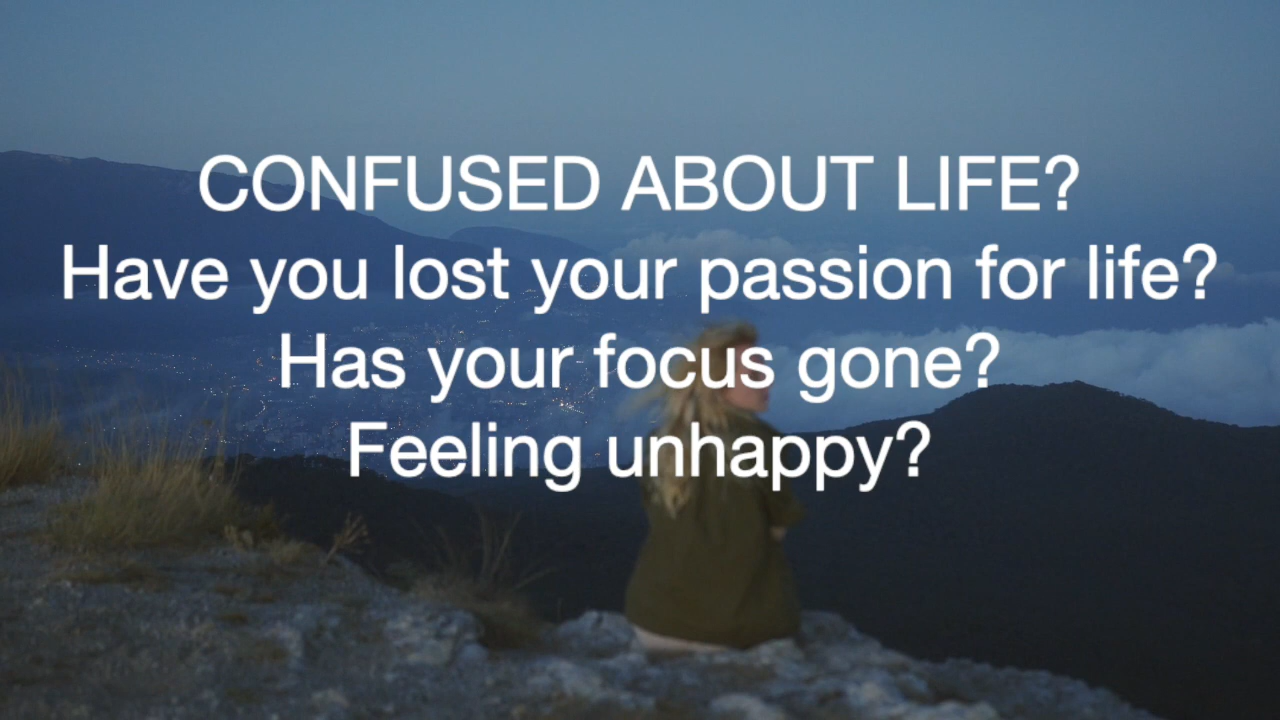 CONFUSED ABOUT LIFE?
Have you lost your passion for life?
Has your focus gone?
Feeling unhappy?